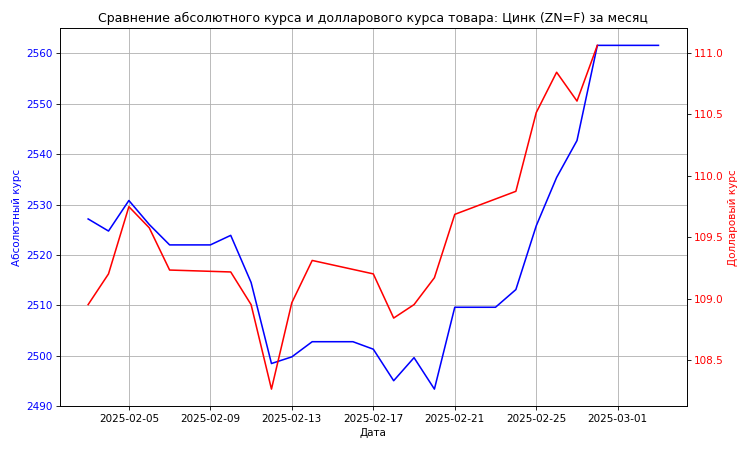 Сравнение абсолютного курса и долларового курса товара: Цинк (ZN=F) за месяц
Абсолютный курс
2560
2550
2540
2530
2520
2510
2500
2490
111.0
110.5
110.0
109.5
109.0
108.5
Долларовый курс
2025-02-05 2025-02-09 2025-02-13 2025-02-17 2025-02-21 2025-02-25 2025-03-01
Дата